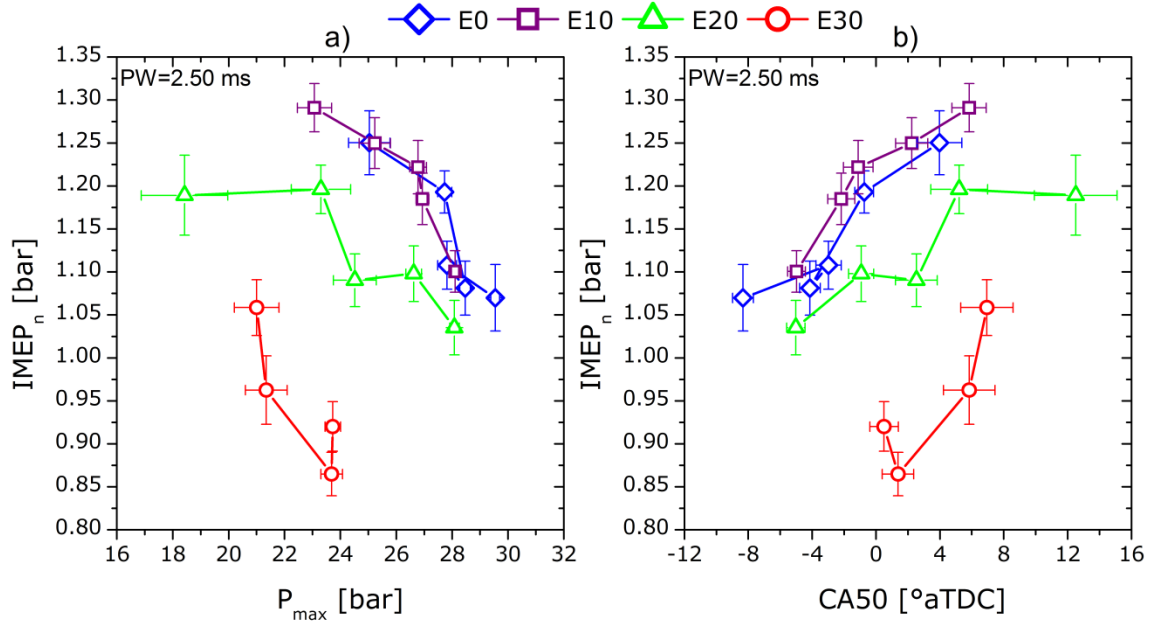 E0 E10 E20 E30
a) b)
PW=2.50 ms
1.35
1.30
1.25
1.20
1.15
1.10
1.05
1.00
0.95
0.90
0.85
0.80
IMEPn [bar]
16 18 20 22 24 26 28 30 32
Pmax [bar]
PW=2.50 ms
1.35
1.30
1.25
1.20
1.15
1.10
1.05
1.00
0.95
0.90
0.85
0.80
IMEPn [bar]
-12 -8 -4 0 4 8 12 16
CA50 [°aTDC]